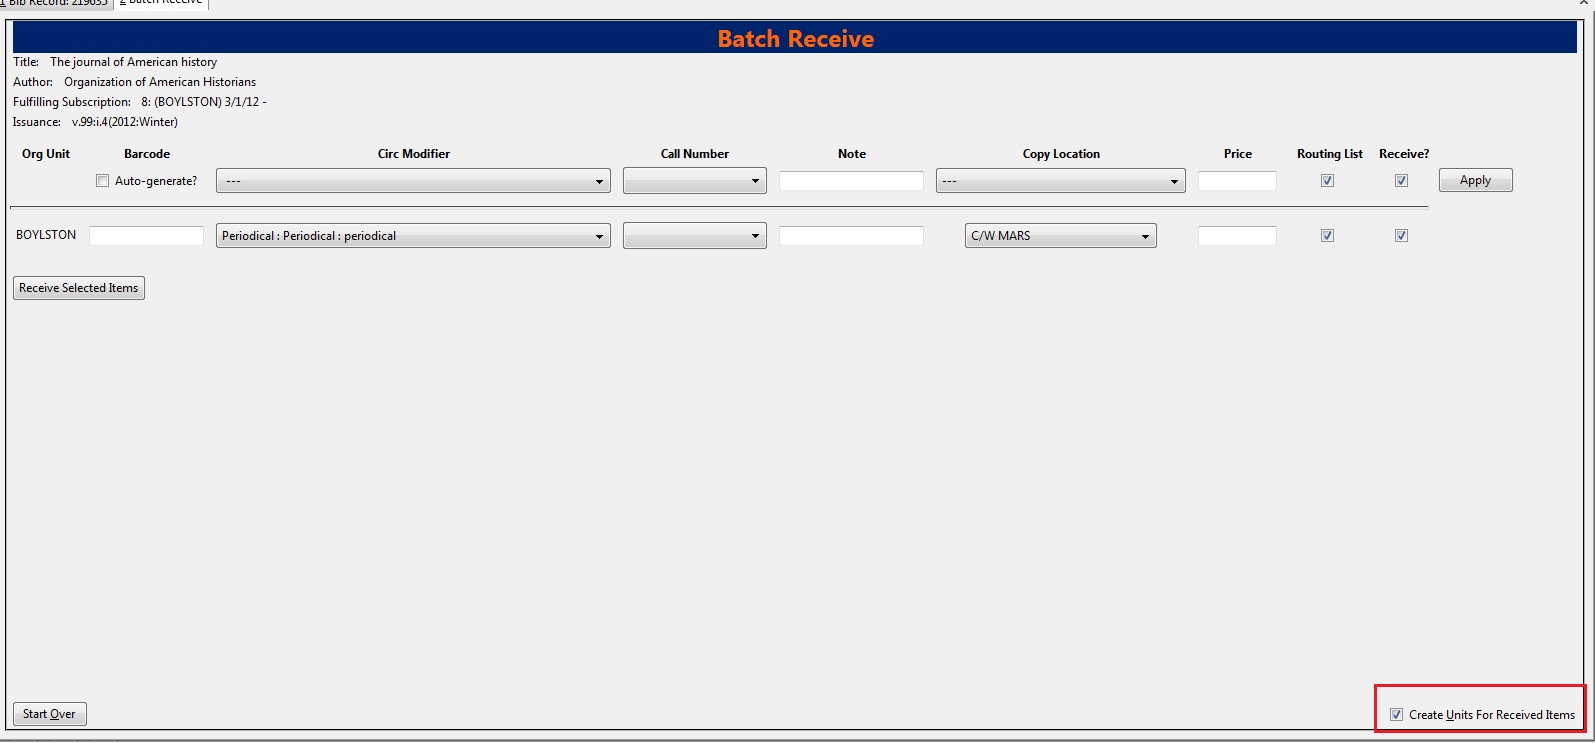 1 Bib Record: 219635 2 Batch Receive
Batch Receive
Title: The journal of American history
Author: Organization of American Historians
Fulfilling Subscription: 8: (BOYLSTON) 3/1/12 -
Issuance: v.99:i.4(2012:Winter)
Org Unit Barcode Circ Modifier Call Number Note Copy Location Price Routing List Receive?
Auto-generate? --- --- Apply
BOYLSTON Periodical : Periodical : periodical C/W MARS
Receive Selected Items
Start Over Create Units For Received Items